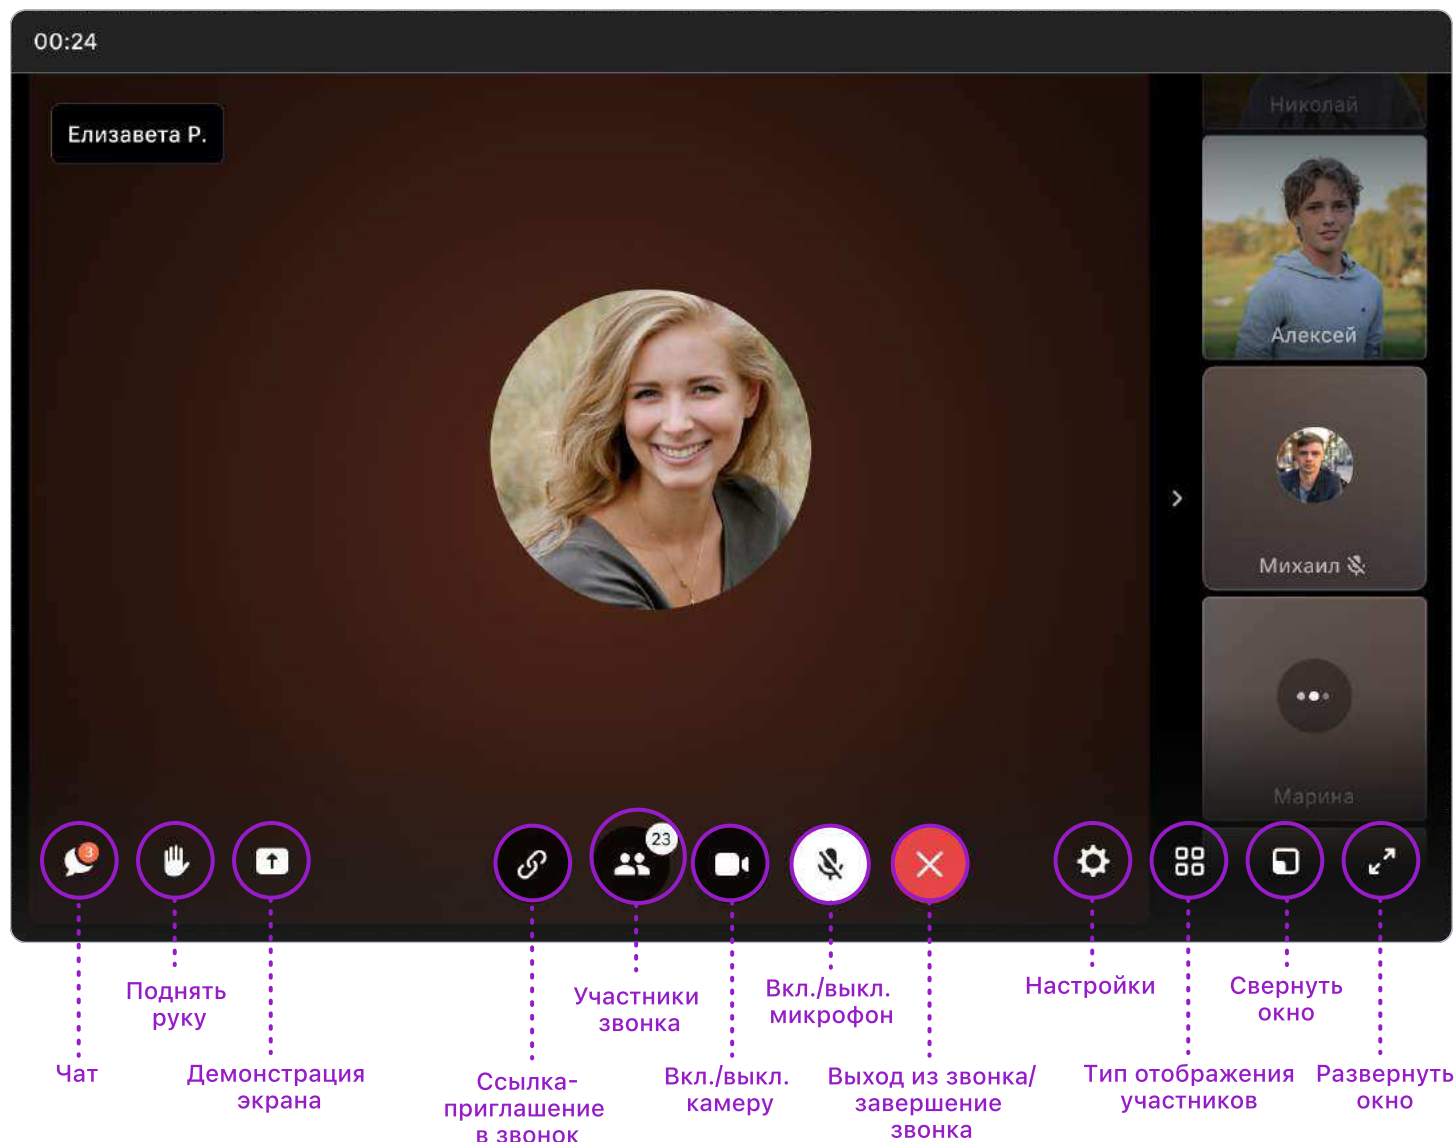 00:24
Елизавета Р.
Николай
Алексей
Михаил
Марина
3
23
Поднять
руку
Участники
звонка
Вкл./выкл.
микрофон
Настройки
Свернуть
окно
Чат
Демонстрация
экрана
Ссылка-
приглашение
в звонок
Вкл./выкл.
камеру
Выход из звонка/
завершение
звонка
Тип отображения
участников
Развернуть
окно